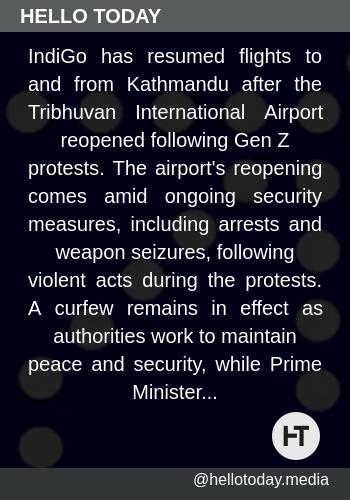 HELLO TODAY
IndiGo has resumed flights to
and from Kathmandu after the
Tribhuvan International Airport
reopened following Gen Z
protests. The airport's reopening
comes amid ongoing security
measures, including arrests and
weapon seizures, following
violent acts during the protests.
A curfew remains in effect as
authorities work to maintain
peace and security, while Prime
Minister...
HT
@hellotoday.media